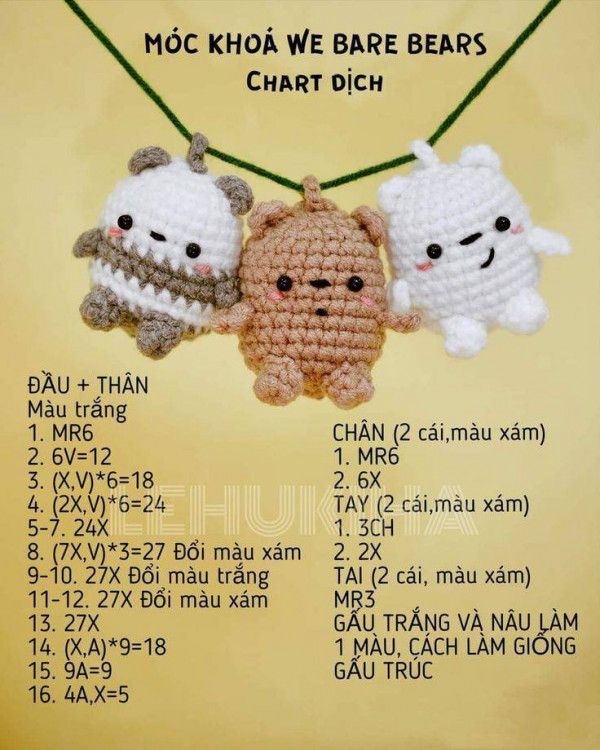 MÓC KHOÁ WE BARE BEARS
CHART DỊCH
ĐẦU + THÂN
Màu trắng
1. MR6
2. 6V=12
3. (X,V)*6=18
4. (2X,V)*6=24
5-7. 24X
8. (7X,V)*3=27 Đổi màu xám
9-10. 27X Đổi màu trắng
11-12. 27X Đổi màu xám
13. 27X
14. (X,A)*9=18
15. 9A=9
16. 4A,X=5
CHÂN (2 cái,màu xám)
1. MR6
2. 6X
TAY (2 cái,màu xám)
1. 3CH
2. 2X
TAI (2 cái, màu xám)
MR3
GẤU TRẮNG VÀ NÂU LÀM
1 MÀU, CÁCH LÀM GIỐNG
GẤU TRÚC